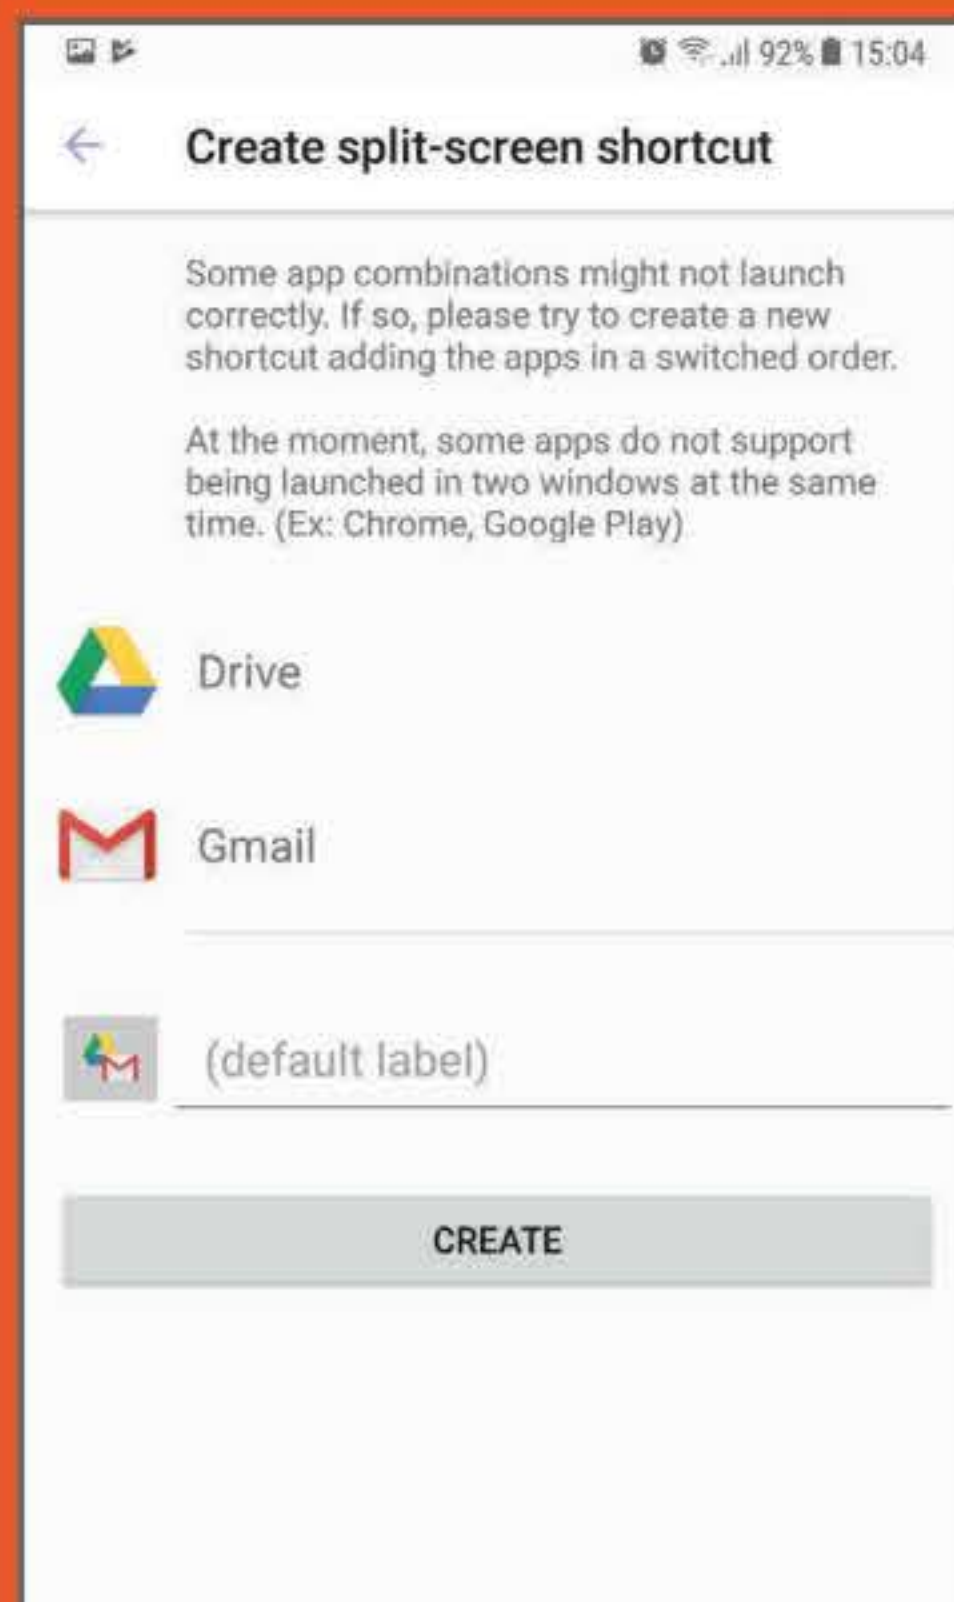 92% 15:04
Create split-screen shortcut
Some app combinations might not launch
correctly. If so, please try to create a new
shortcut adding the apps in a switched order.
At the moment, some apps do not support
being launched in two windows at the same
time. (Ex: Chrome, Google Play)
Drive
Gmail
(default label)
CREATE